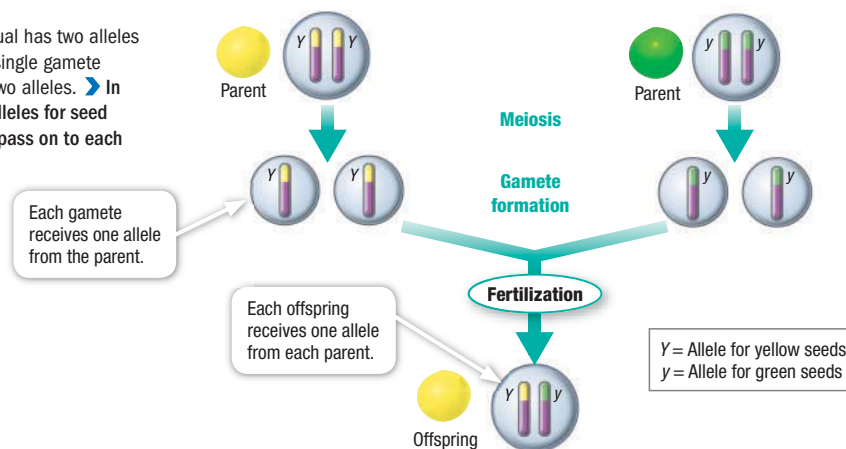 ual has two alleles
single gamete
wo alleles. ❯ In
lleles for seed
pass on to each
Y Y
Parent
y y
Parent
Meiosis
Y Y
y y
Gamete
formation
Each gamete
receives one allele
from the parent.
Fertilization
Each offspring
receives one allele
from each parent.
Y = Allele for yellow seeds
y = Allele for green seeds
Y y
Offspring